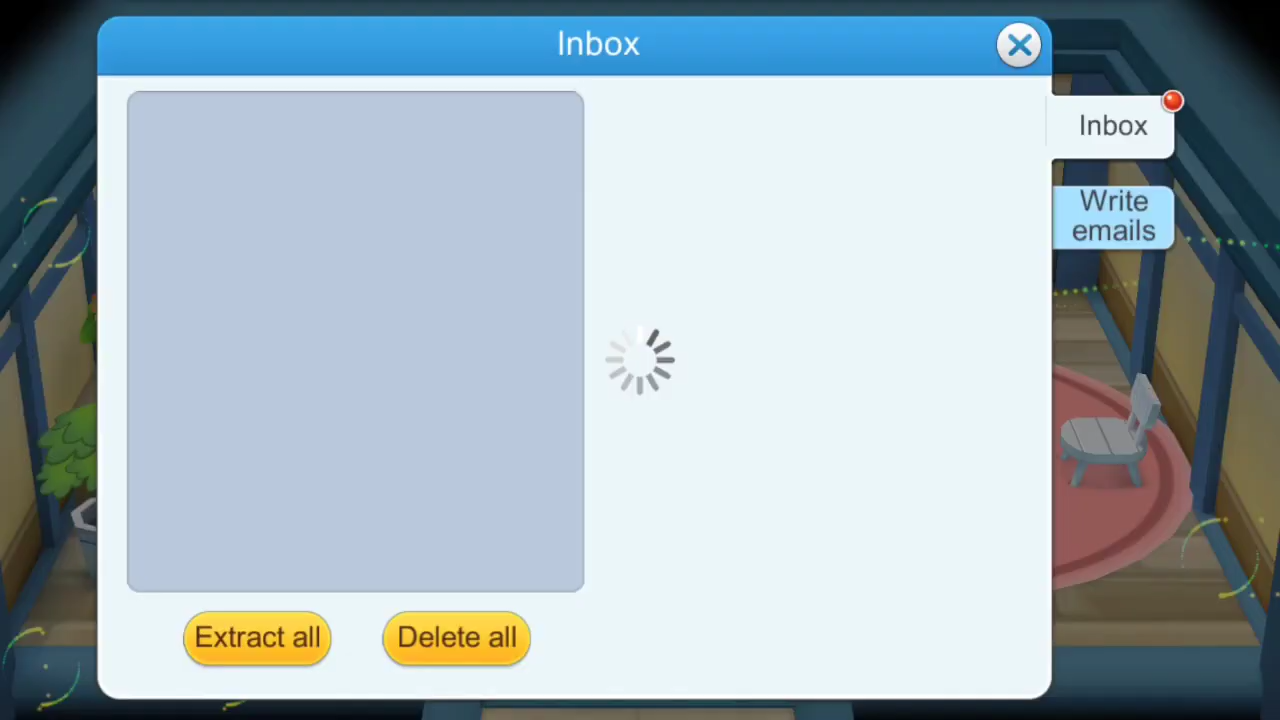 Inbox
Inbox
Write
emails
Extract all
Delete all